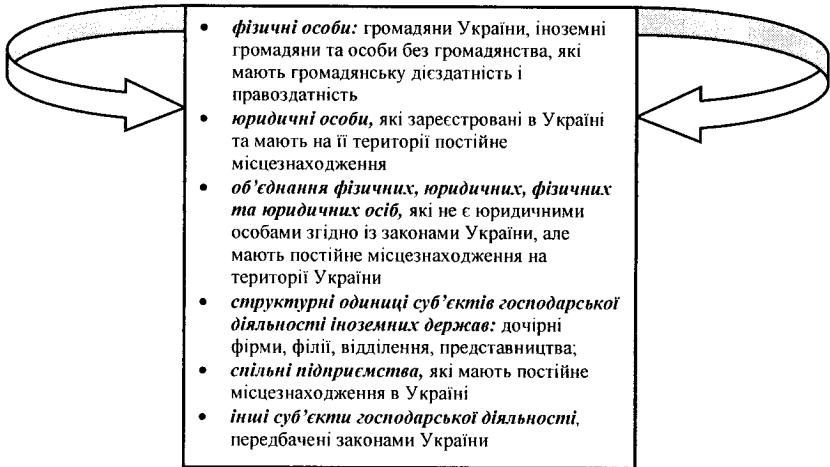 • фізичні особи: громадяни України, іноземні
громадяни та особи без громадянства, які
мають громадянську дієздатність і
правоздатність
• юридичні особи, які зареєстровані в Україні
та мають на її території постійне
місцезнаходження
• об’єднання фізичних, юридичних, фізичних
та юридичних осіб, які не є юридичними
особами згідно із законами України, але
мають постійне місцезнаходження на
території України
• структурні одиниці суб’єктів господарської
діяльності іноземних держав: дочірні
фірми, філії, відділення, представництва;
• спільні підприємства, які мають постійне
місцезнаходження в Україні
• інші суб’єкти господарської діяльності,
передбачені законами України